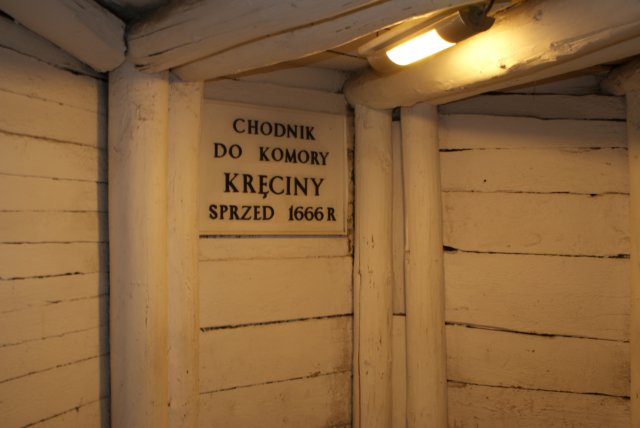 CHODNIK
DO KOMORY
KRĘCINY
SPRZED 1666 R